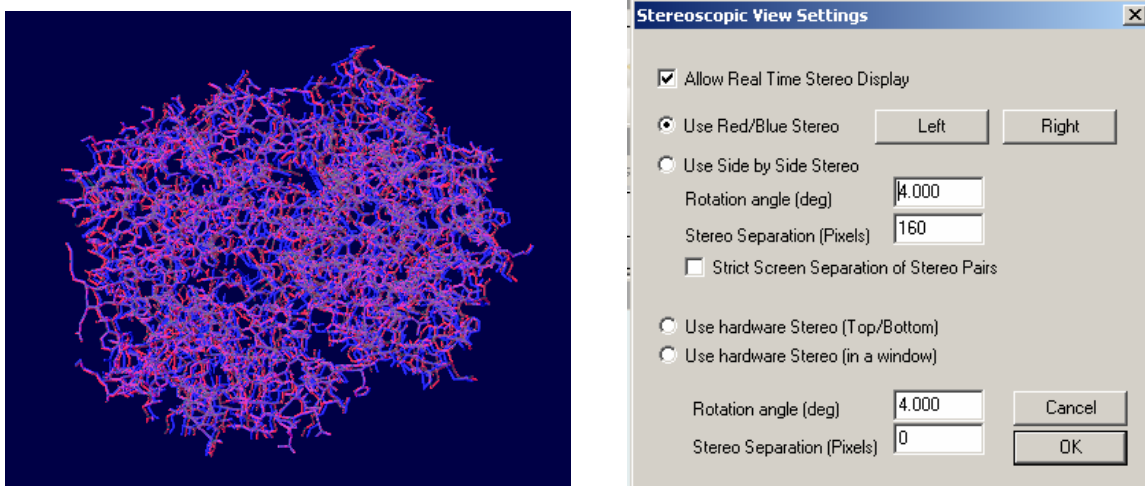 Stereoscopic View Settings
Allow Real Time Stereo Display
Use Red/Blue Stereo Left Right
Use Side by Side Stereo
Rotation angle (deg) 4.000
Stereo Separation (Pixels) 160
Strict Screen Separation of Stereo Pairs
Use hardware Stereo (Top/Bottom)
Use hardware Stereo (in a window)
Rotation angle (deg) 4.000 Cancel
Stereo Separation (Pixels) 0 OK